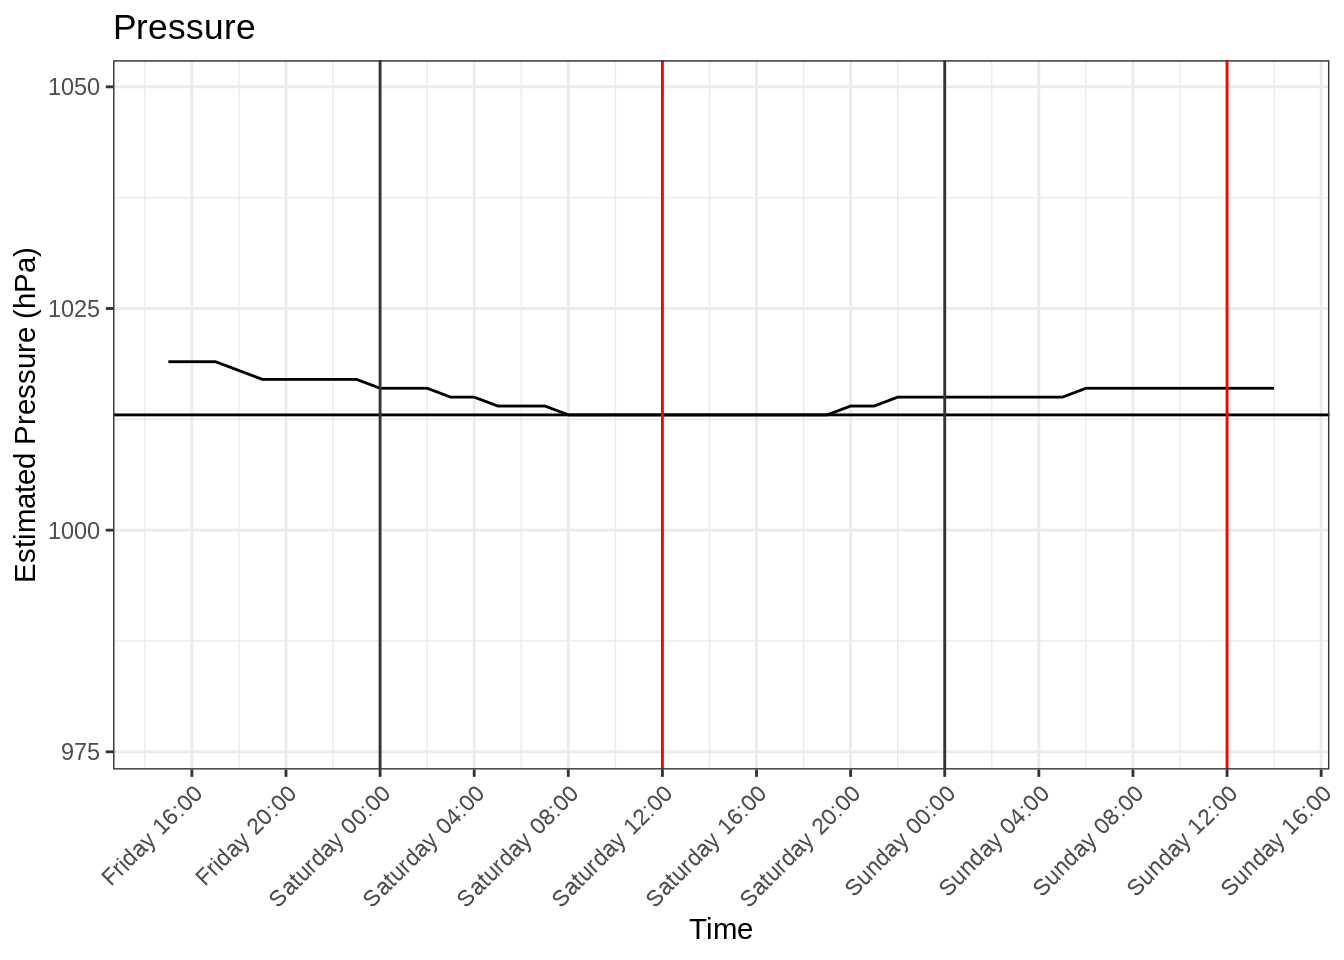 Pressure
Estimated Pressure (hPa)
1050
1025
1000
975
Friday 16:00
Friday 20:00
Saturday 00:00
Saturday 04:00
Saturday 08:00
Saturday 12:00
Saturday 16:00
Saturday 20:00
Sunday 00:00
Sunday 04:00
Sunday 08:00
Sunday 12:00
Sunday 16:00
Time